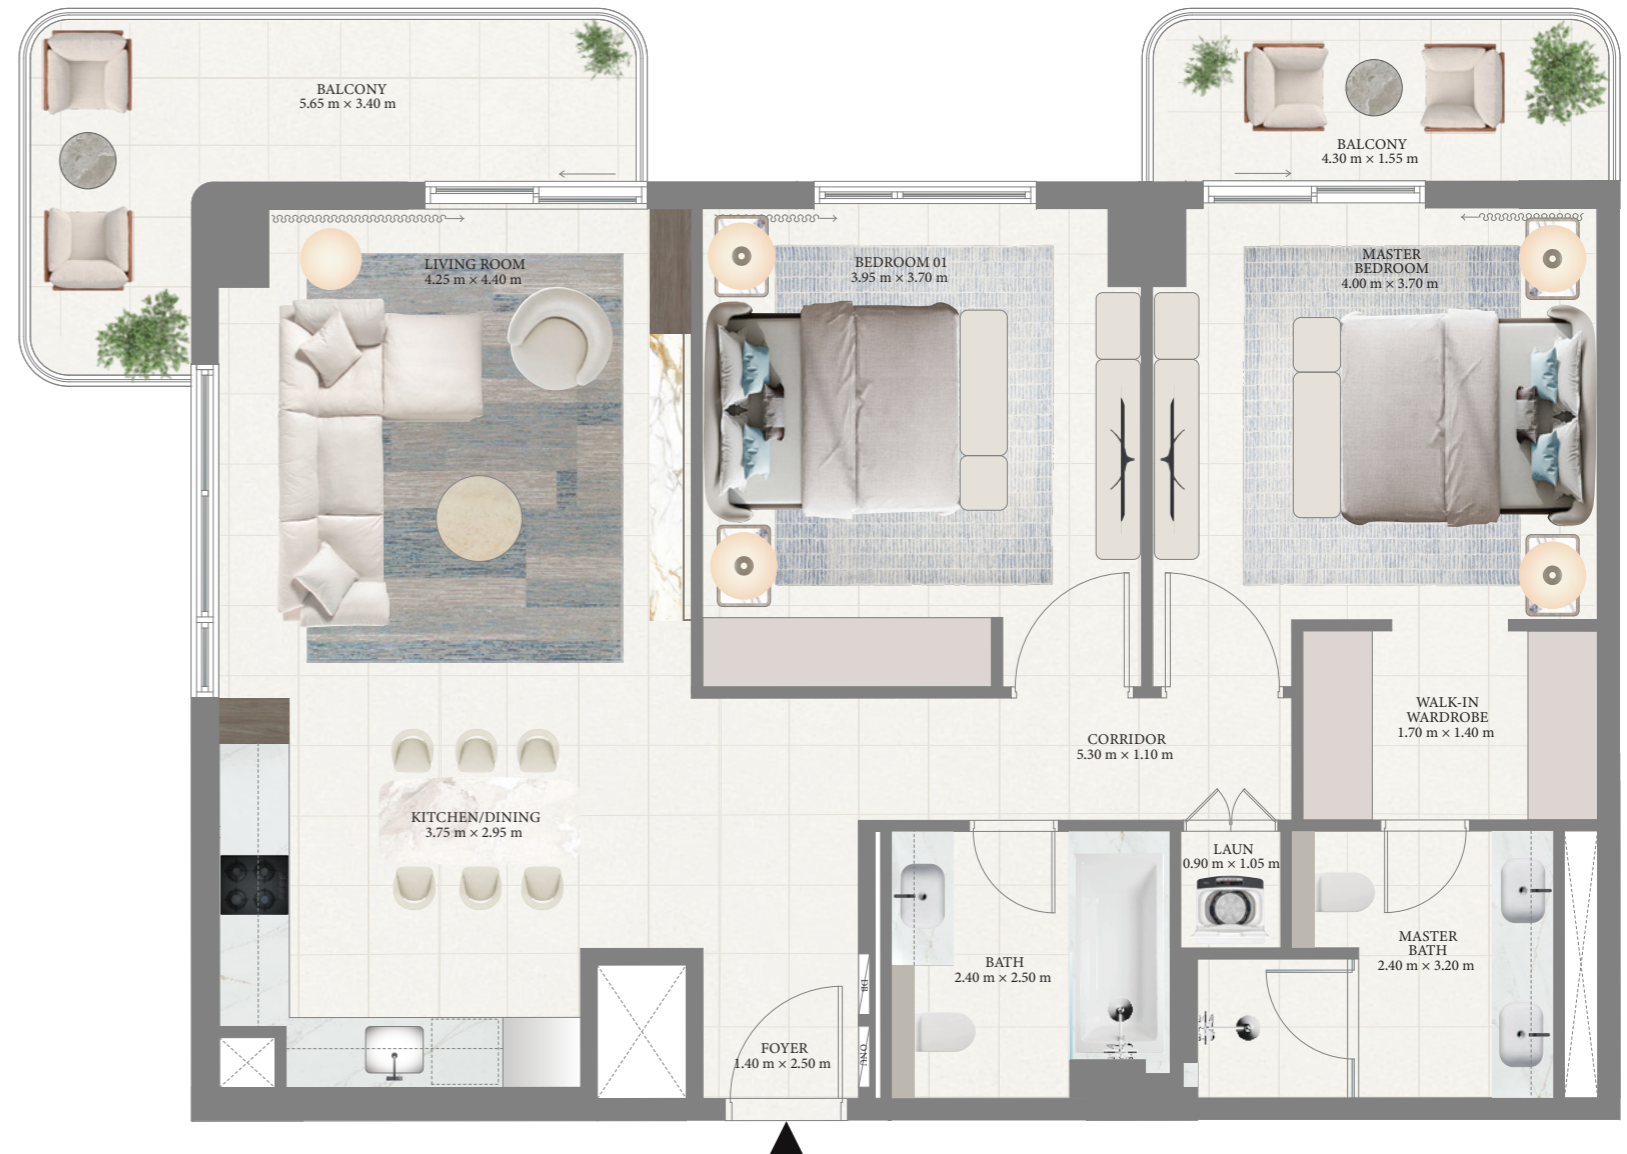 BALCONY
5.65 m × 3.40 m
BALCONY
4.30 m × 1.55 m
LIVING ROOM
4.25 m × 4.40 m
BEDROOM 01
3.95 m × 3.70 m
MASTER
BEDROOM
4.00 m × 3.70 m
WALK-IN
WARDROBE
1.70 m × 1.40 m
CORRIDOR
5.30 m × 1.10 m
KITCHEN/DINING
3.75 m × 2.95 m
LAUN
0.90 m × 1.05 m
BATH
2.40 m × 2.50 m
MASTER
BATH
2.40 m × 3.20 m
DB
ONU
FOYER
1.40 m × 2.50 m